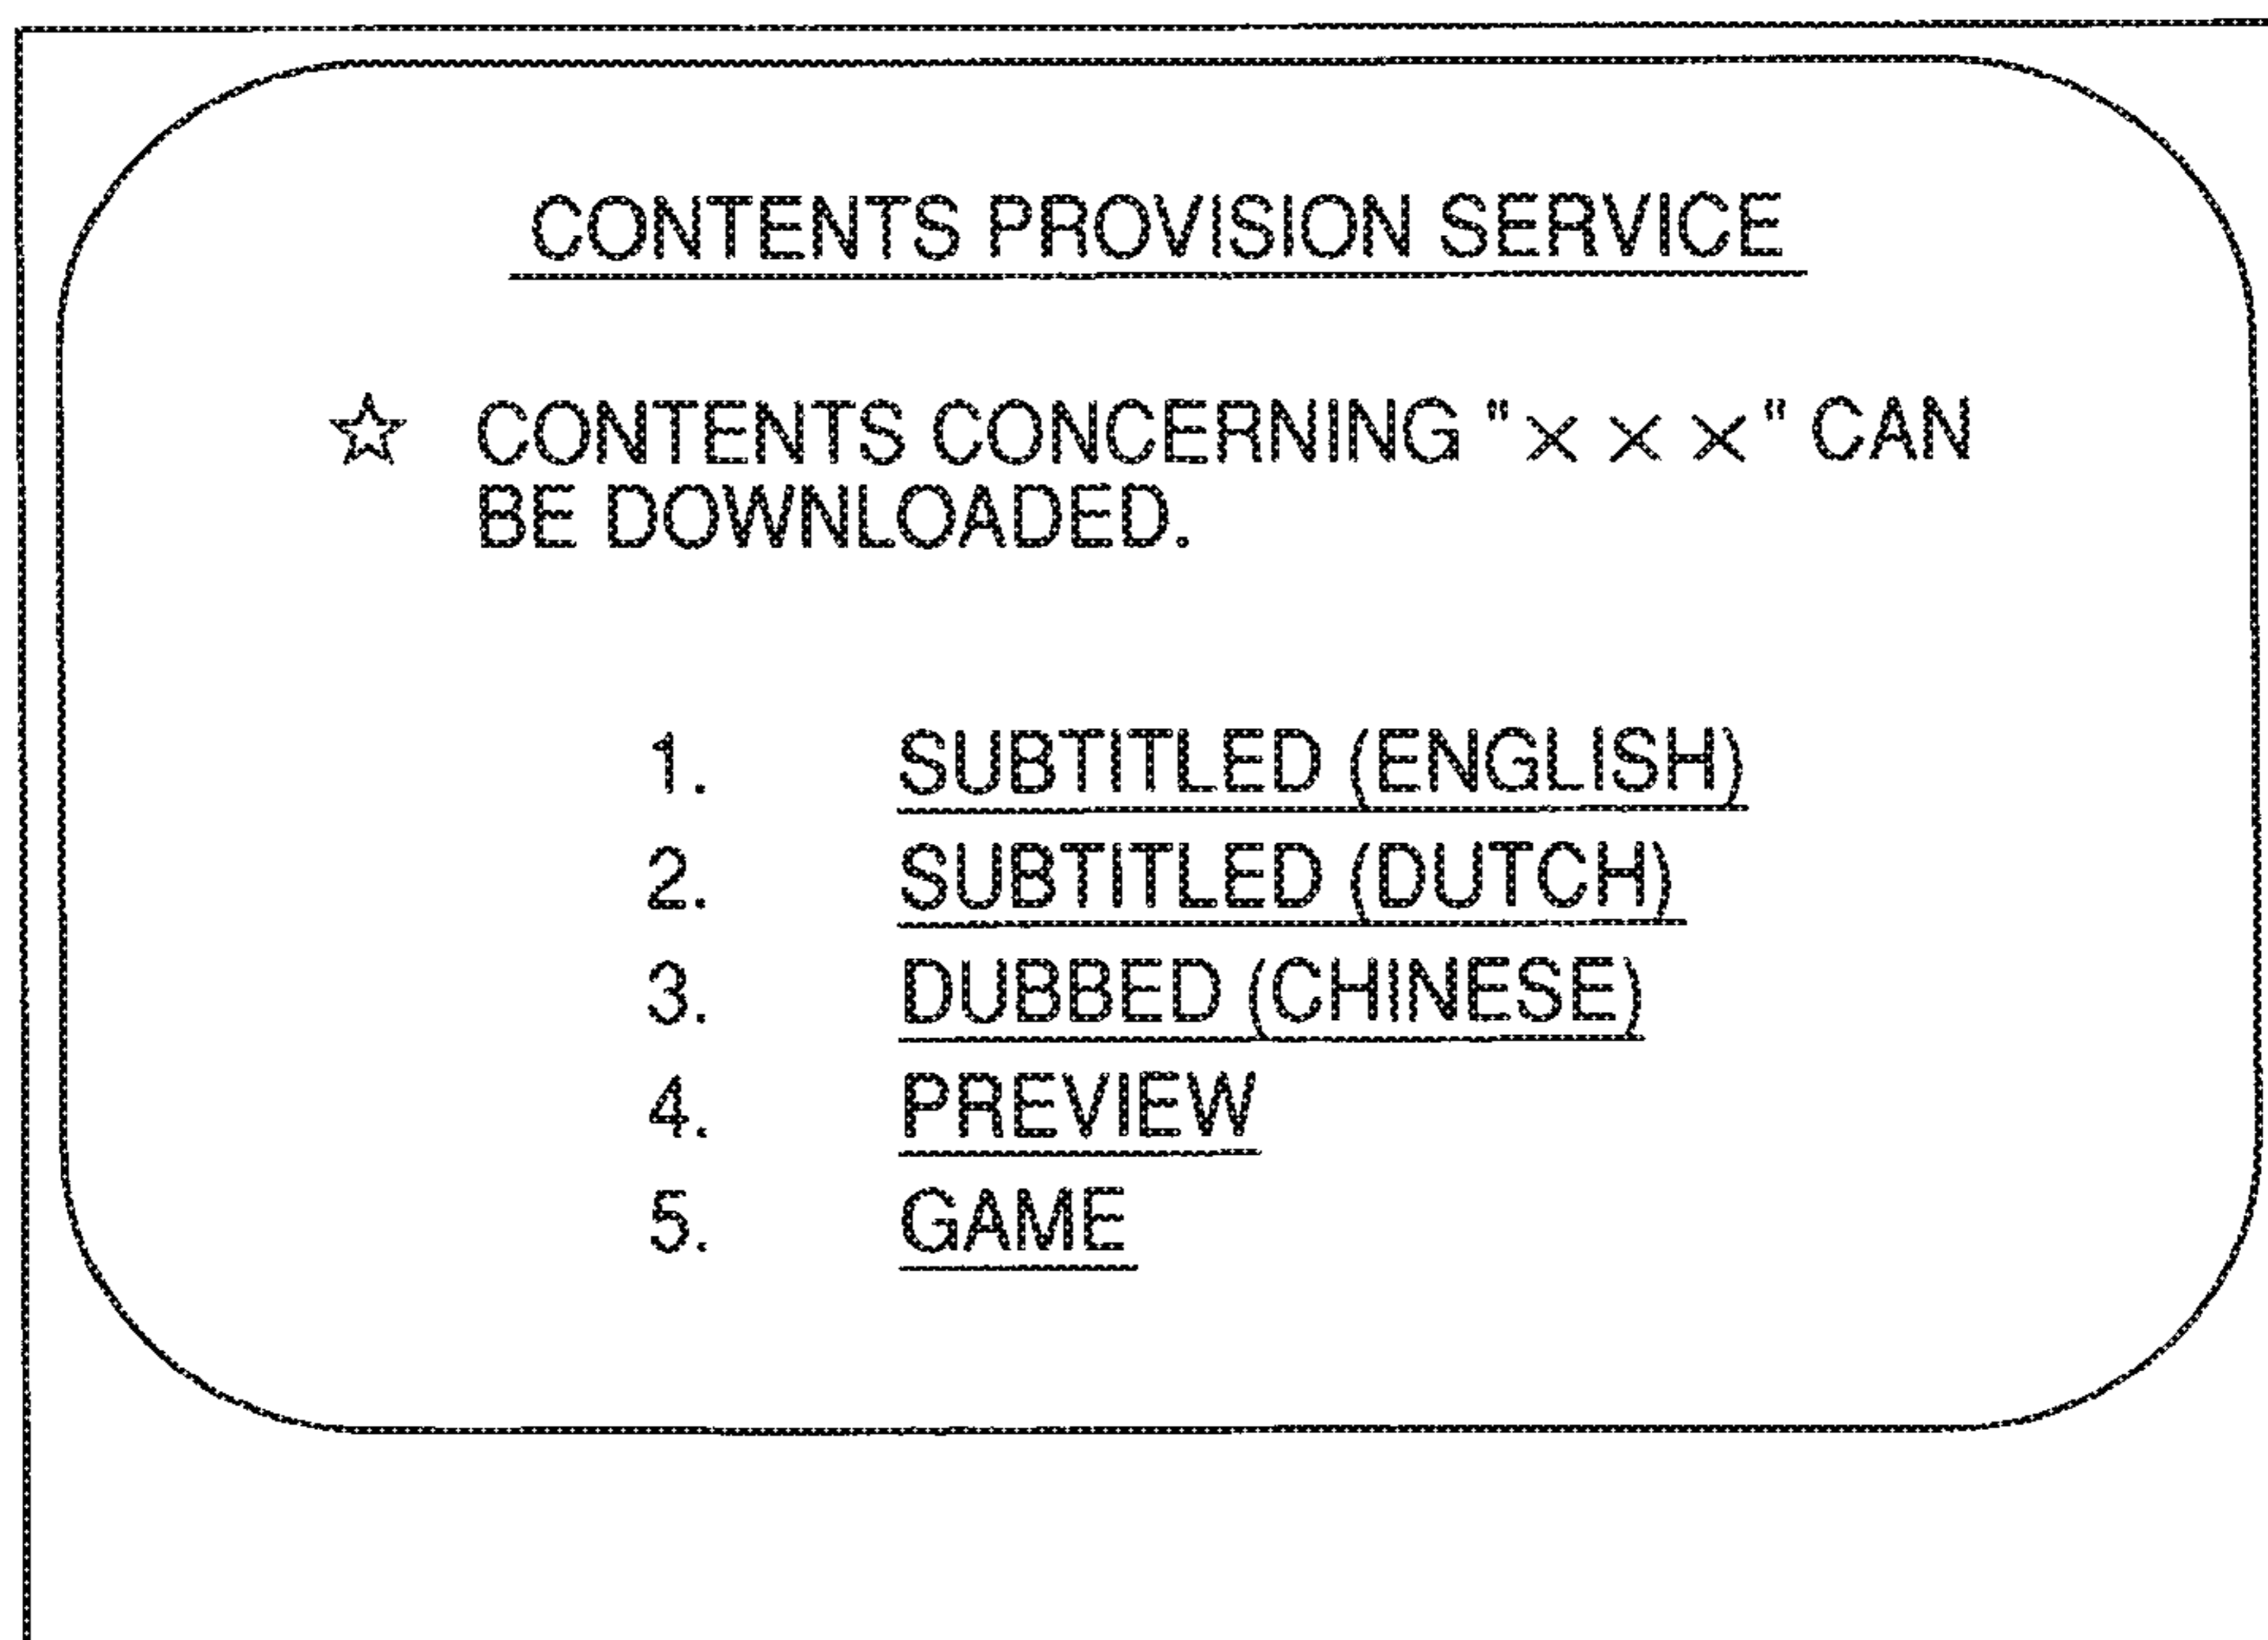 CONTENTS PROVISION SERVICE
☆ CONTENTS CONCERNING "×××" CAN
BE DOWNLOADED.
1. SUBTITLED (ENGLISH)
2. SUBTITLED (DUTCH)
3. DUBBED (CHINESE)
4. PREVIEW
5. GAME